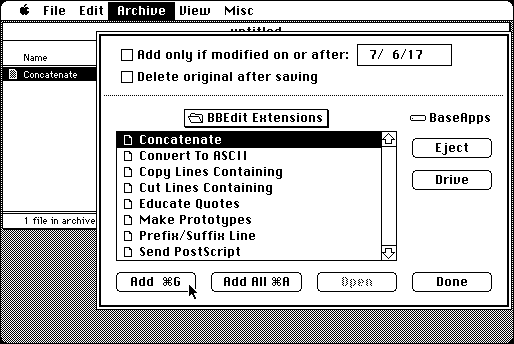 File Edit Archive View Misc
untitled
Name
Concatenate
1 file in archive
Add only if modified on or after: 7/ 6/17
Delete original after saving
BBEdit Extensions
BaseApps
Concatenate
Convert To ASCII
Copy Lines Containing
Cut Lines Containing
Educate Quotes
Make Prototypes
Prefix/Suffix Line
Send PostScript
Eject
Drive
Add ⌘G
Add All ⌘A
Open
Done